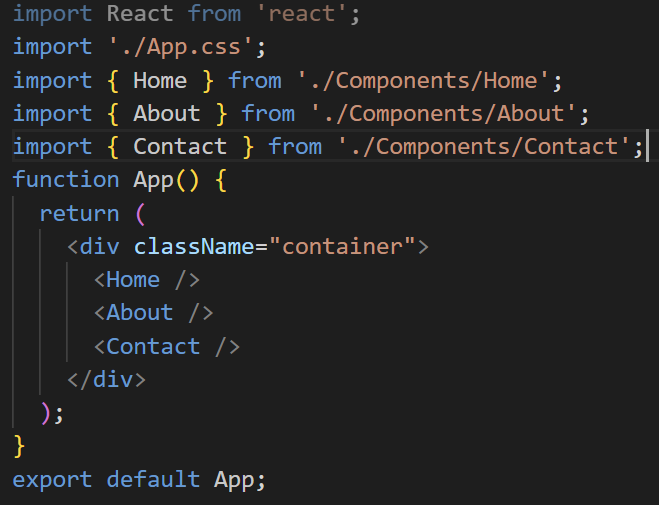 import React from 'react';
import './App.css';
import { Home } from './Components/Home';
import { About } from './Components/About';
import { Contact } from './Components/Contact';
function App() {
  return (
    <div className="container">
      <Home />
      <About />
      <Contact />
    </div>
  );
}
export default App;